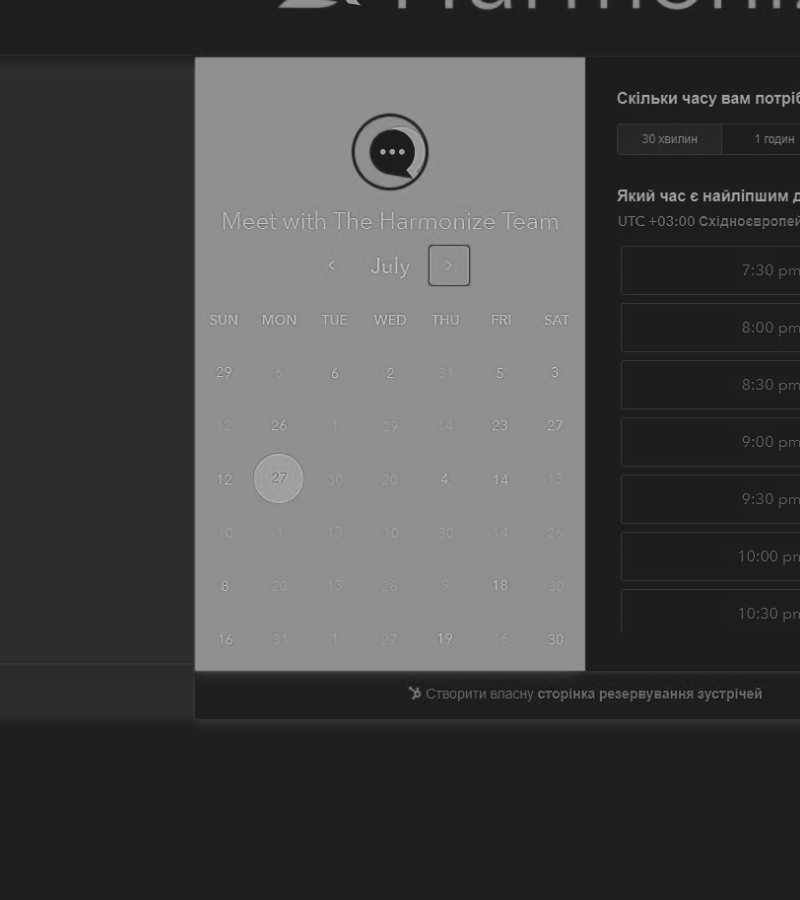 Harmoniz
Meet with The Harmonize Team
July
SUN MON TUE WED THU FRI SAT
29 6 6 2 31 5 3
12 26 1 29 14 23 27
12 27 30 20 4 14 13
10 1 13 10 30 14 26
8 20 13 28 9 18 30
16 31 1 27 19 16 30
Скільки часу вам потріб
30 хвилин 1 годин
Який час є найліпшим д
UTC +03:00 Східноєвропей
7:30 pm
8:00 pm
8:30 pm
9:00 pm
9:30 pm
10:00 pm
10:30 pm
Створити власну сторінка резервування зустрічей